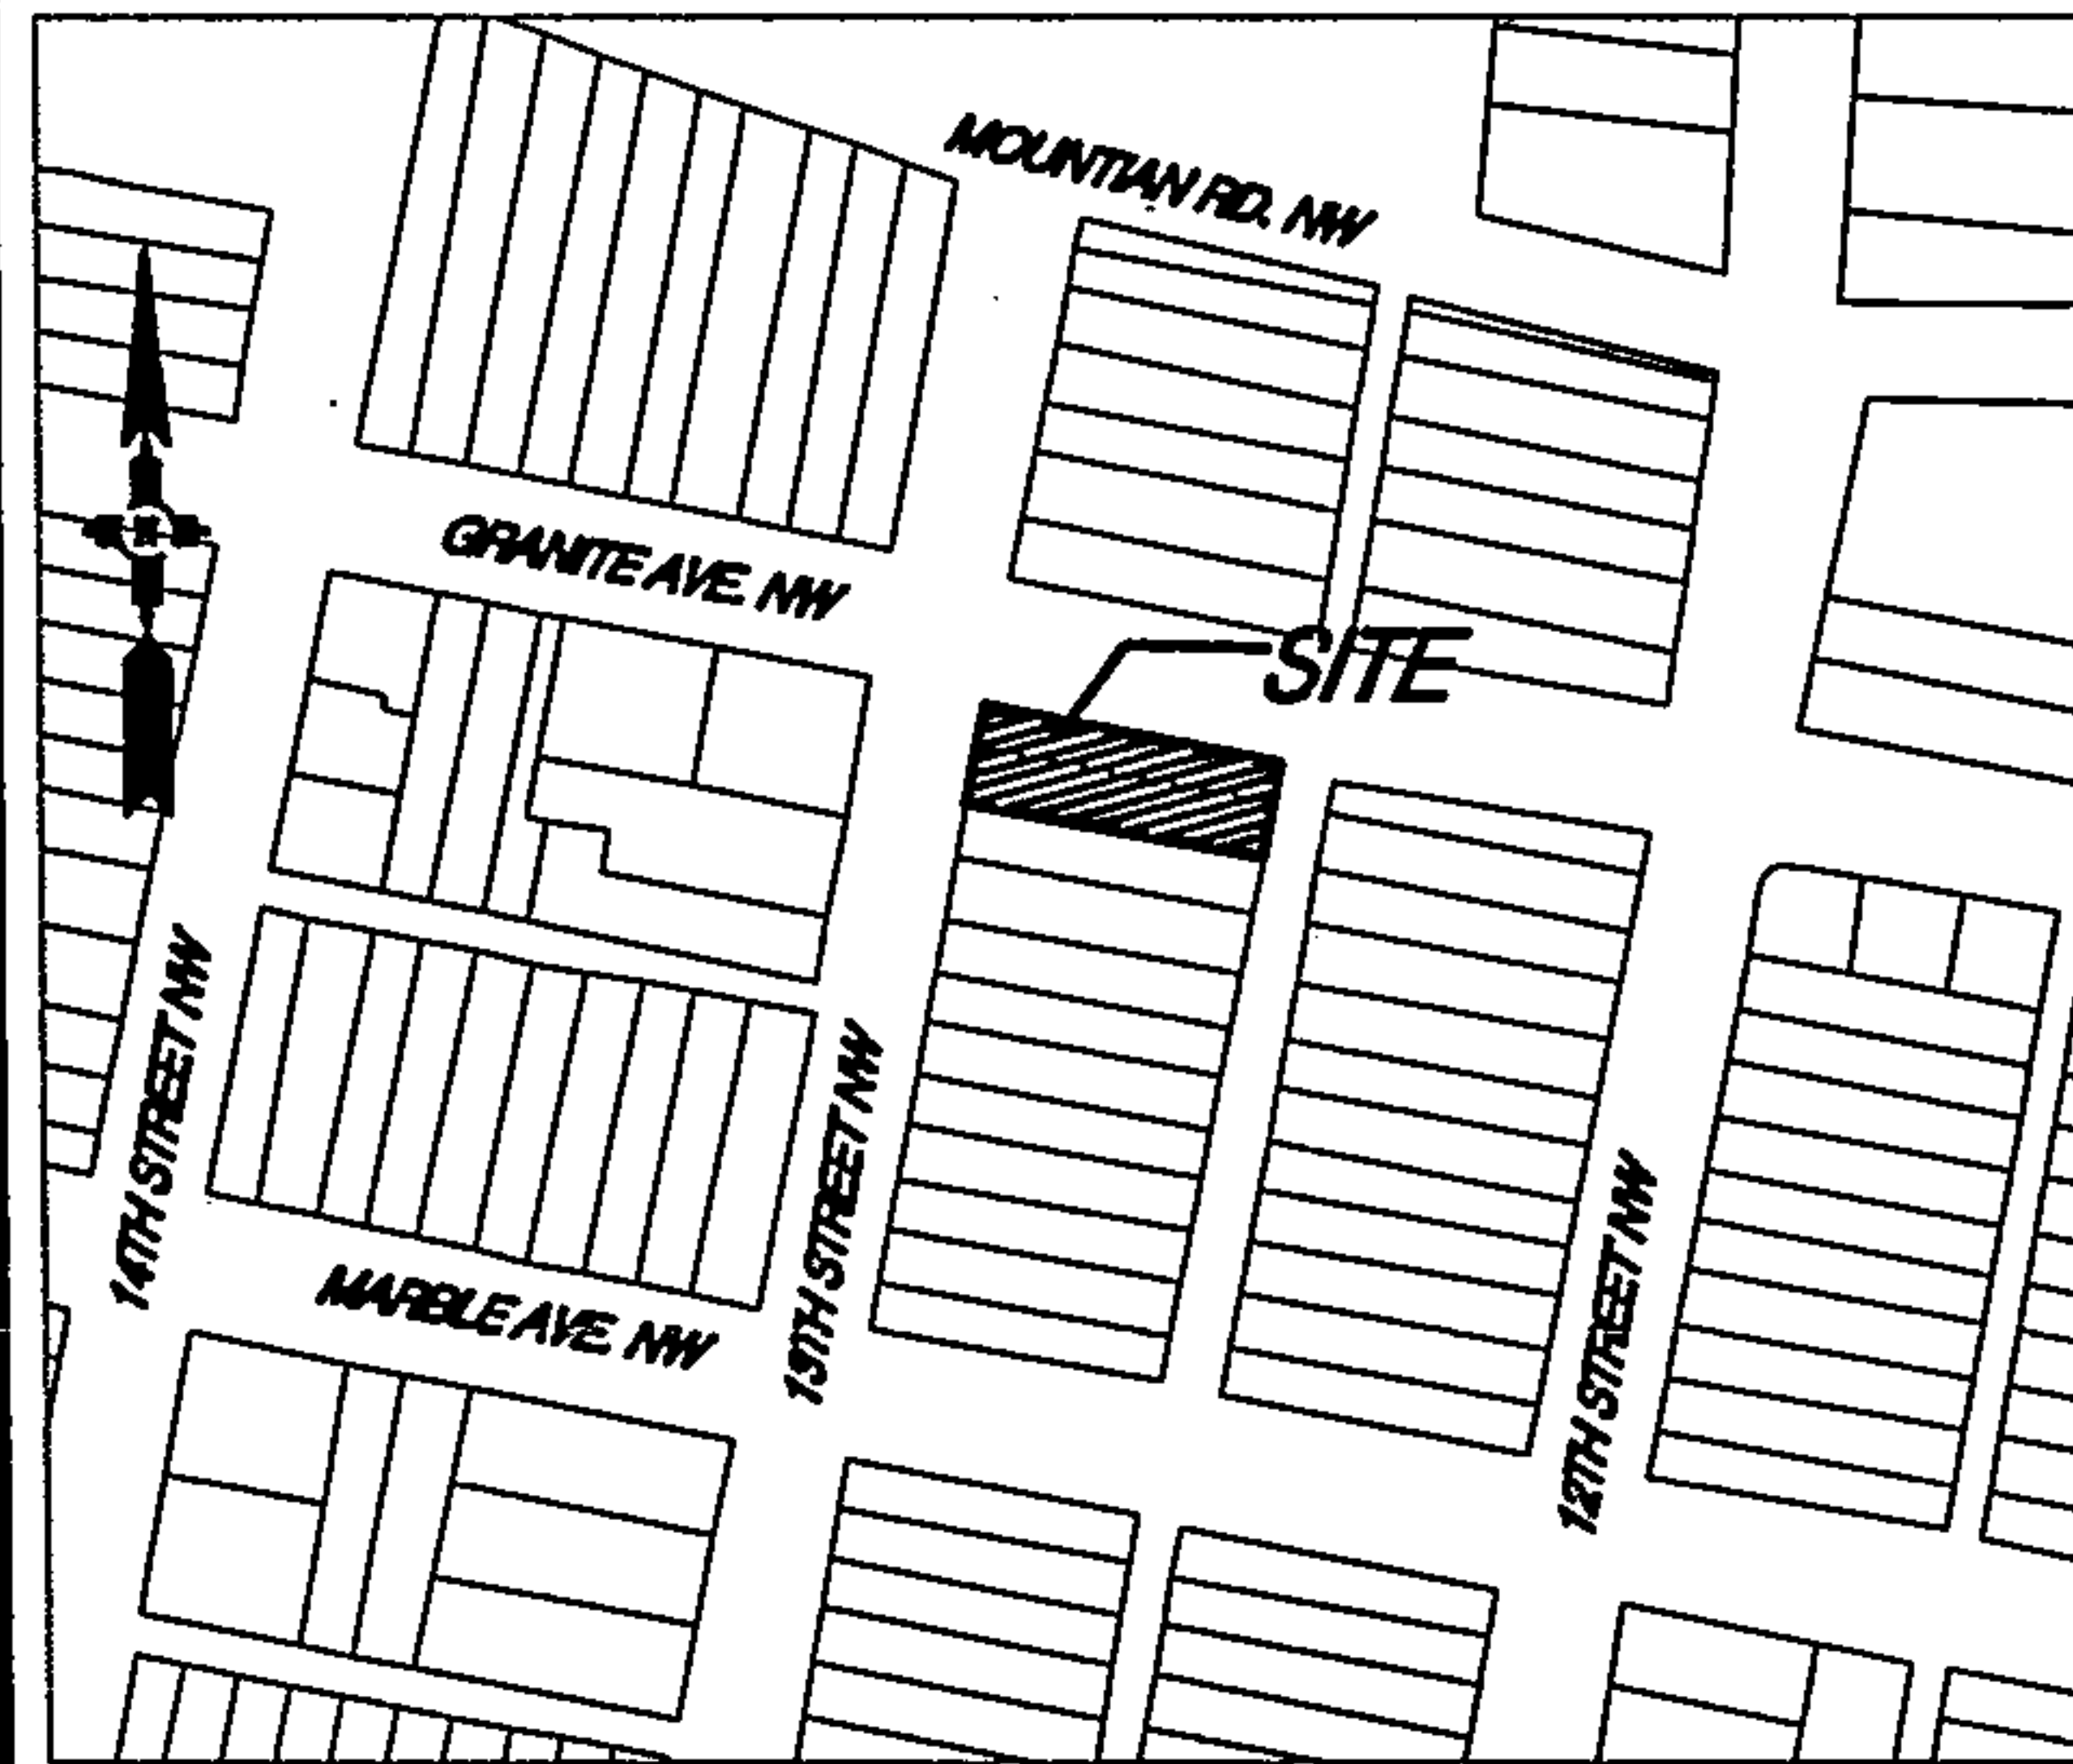 MOUNTIAN RD. NW
GRANITE AVE NW
SITE
14TH STREET NW
13TH STREET NW
MARBLE AVE NW
12TH STREET NW